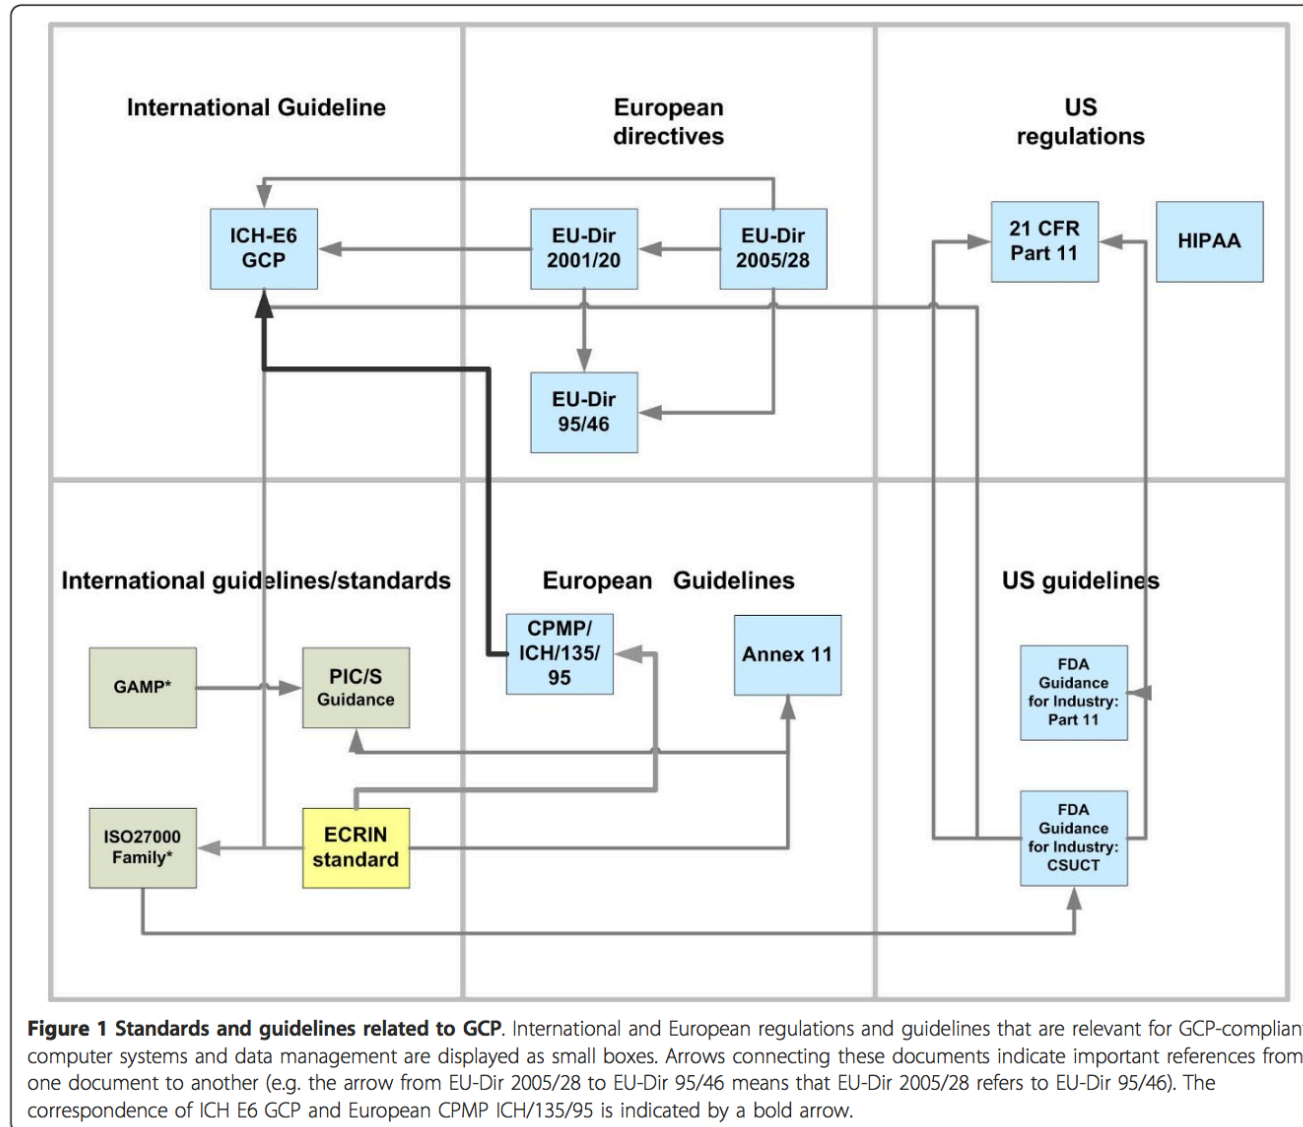 International Guideline
European
directives
US
regulations
ICH-E6
GCP
EU-Dir
2001/20
EU-Dir
2005/28
21 CFR
Part 11
HIPAA
EU-Dir
95/46
International guidelines/standards
European Guidelines
US guidelines
GAMP*
PIC/S
Guidance
CPMP/
ICH/135/
95
Annex 11
FDA
Guidance
for Industry:
Part 11
ISO27000
Family*
ECRIN
standard
FDA
Guidance
for Industry:
CSUCT
Figure 1 Standards and guidelines related to GCP. International and European regulations and guidelines that are relevant for GCP-compliant
computer systems and data management are displayed as small boxes. Arrows connecting these documents indicate important references from
one document to another (e.g. the arrow from EU-Dir 2005/28 to EU-Dir 95/46 means that EU-Dir 2005/28 refers to EU-Dir 95/46). The
correspondence of ICH E6 GCP and European CPMP ICH/135/95 is indicated by a bold arrow.